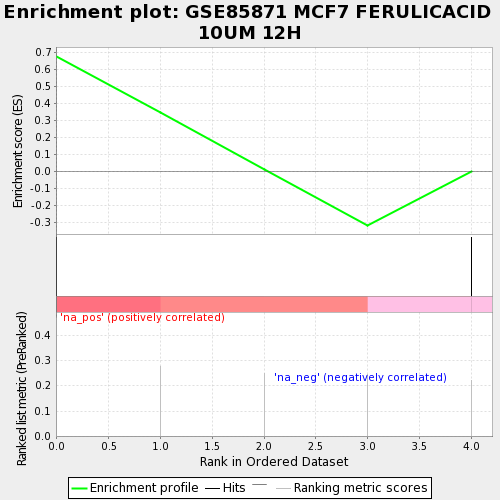 Enrichment plot: GSE85871 MCF7 FERULICACID
10UM 12H
Enrichment score (ES)
0.7
0.6
0.5
0.4
0.3
0.2
0.1
0.0
-0.1
-0.2
-0.3
'na_pos' (positively correlated)
'na_neg' (negatively correlated)
Ranked list metric (PreRanked)
0.4
0.3
0.2
0.1
0.0
0.0 0.5 1.0 1.5 2.0 2.5 3.0 3.5 4.0
Rank in Ordered Dataset
Enrichment profile Hits Ranking metric scores